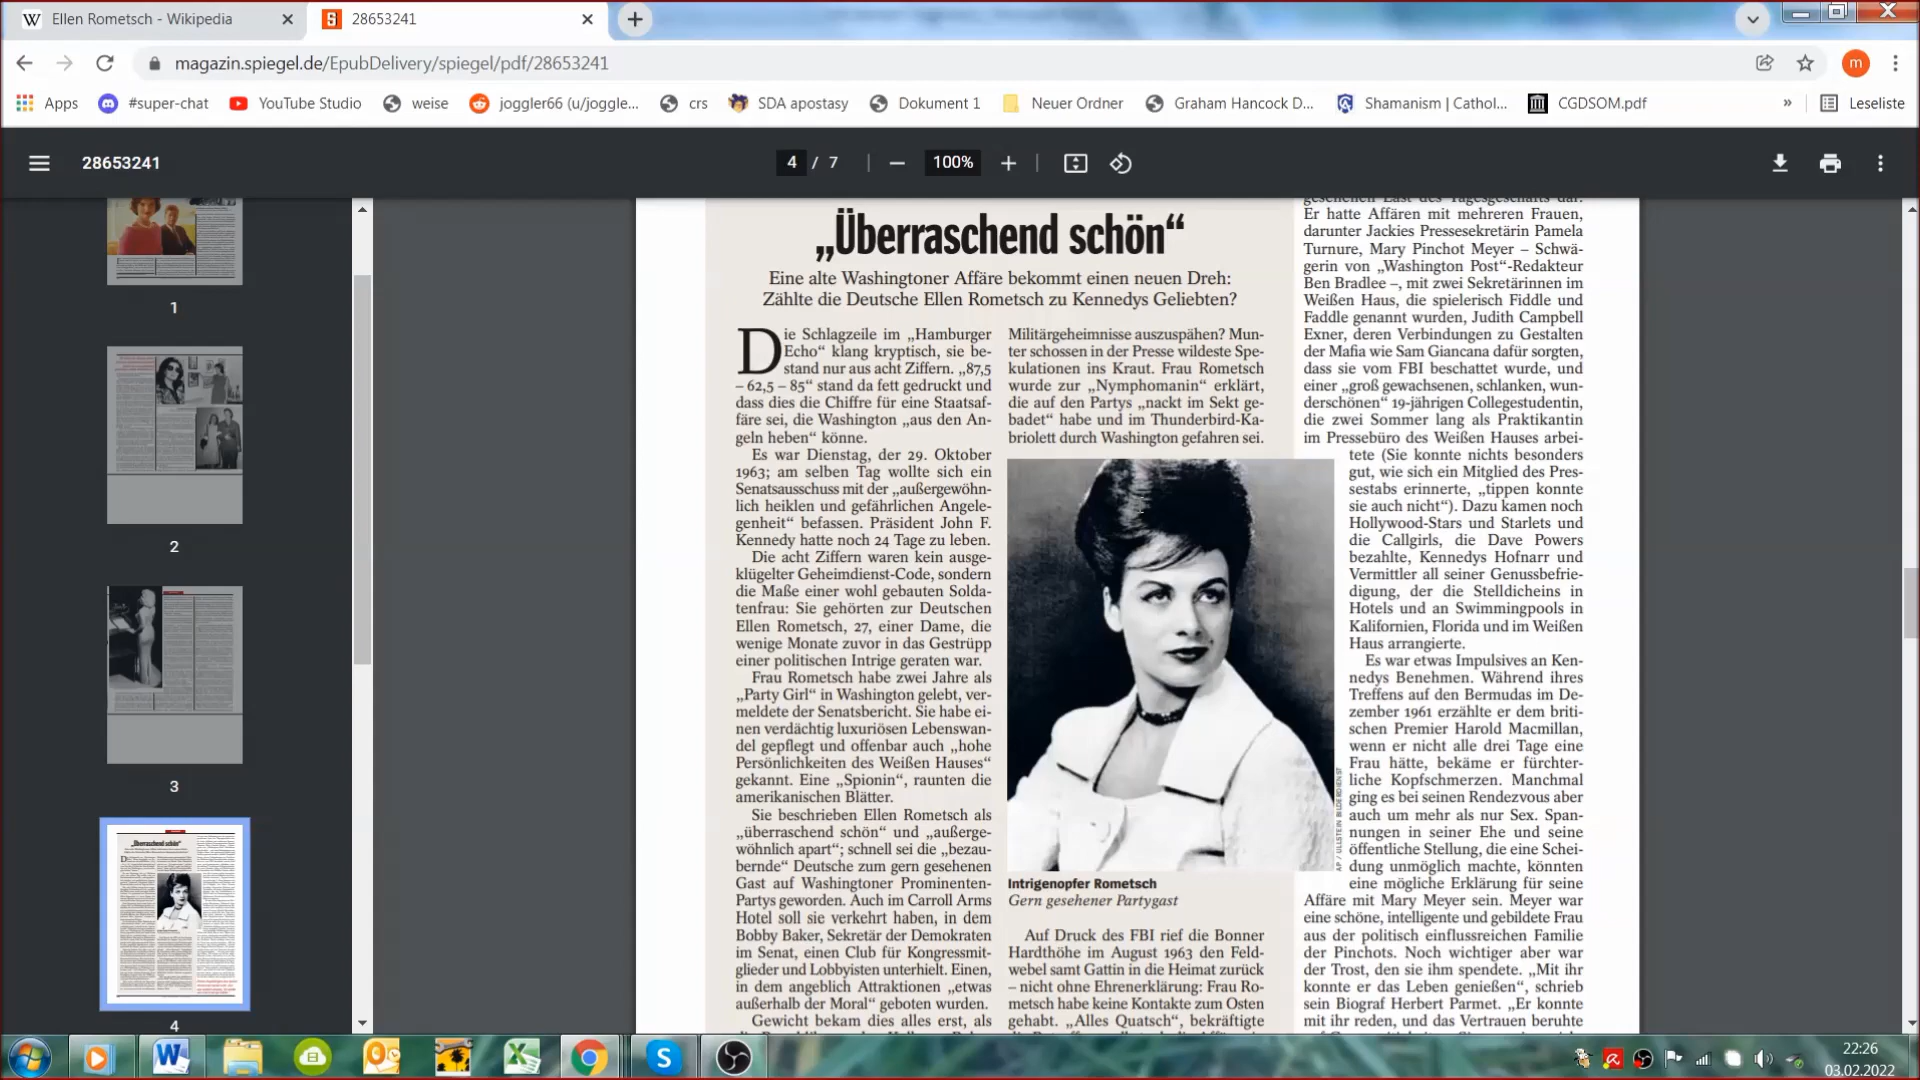 Ellen Rometsch - Wikipedia
28653241
magazin.spiegel.de/EpubDelivery/spiegel/pdf/28653241
m
Apps
#super-chat
YouTube Studio
weise
joggler66 (u/joggle...
crs
SDA apostasy
Dokument 1
Neuer Ordner
Graham Hancock D...
Shamanism | Cathol...
CGDSOM.pdf
»
Leseliste
28653241
4 / 7
100%
1
2
3
4
„Überraschend schön“
Eine alte Washingtoner Affäre bekommt einen neuen Dreh:
Zählte die Deutsche Ellen Rometsch zu Kennedys Geliebten?
Die Schlagzeile im „Hamburger
Echo“ klang kryptisch, sie be-
stand nur aus acht Ziffern. „87,5
– 62,5 – 85“ stand da fett gedruckt und
dass dies die Chiffre für eine Staatsaf-
färe sei, die Washington „aus den An-
geln heben“ könne.
Es war Dienstag, der 29. Oktober
1963; am selben Tag wollte sich ein
Senatsausschuss mit der „außergewöhn-
lich heiklen und gefährlichen Angele-
genheit“ befassen. Präsident John F.
Kennedy hatte noch 24 Tage zu leben.
Die acht Ziffern waren kein ausge-
klügelter Geheimdienst-Code, sondern
die Maße einer wohl gebauten Solda-
tenfrau: Sie gehörten zur Deutschen
Ellen Rometsch, 27, einer Dame, die
wenige Monate zuvor in das Gestrüpp
einer politischen Intrige geraten war.
Frau Rometsch habe zwei Jahre als
„Party Girl“ in Washington gelebt, ver-
meldete der Senatsbericht. Sie habe ei-
nen verdächtig luxuriösen Lebenswan-
del gepflegt und offenbar auch „hohe
Persönlichkeiten des Weißen Hauses“
gekannt. Eine „Spionin“, raunten die
amerikanischen Blätter.
Sie beschrieben Ellen Rometsch als
„überraschend schön“ und „außerge-
wöhnlich apart“; schnell sei die „bezau-
bernde“ Deutsche zum gern gesehenen
Gast auf Washingtoner Prominenten-
Partys geworden. Auch im Carroll Arms
Hotel soll sie verkehrt haben, in dem
Bobby Baker, Sekretär der Demokraten
im Senat, einen Club für Kongressmit-
glieder und Lobbyisten unterhielt. Einen,
in dem angeblich Attraktionen „etwas
außerhalb der Moral“ geboten wurden.
Gewicht bekam dies alles erst, als
Militärgeheimnisse auszuspähen? Mun-
ter schossen in der Presse wildeste Spe-
kulationen ins Kraut. Frau Rometsch
wurde zur „Nymphomanin“ erklärt,
die auf den Partys „nackt im Sekt ge-
badet“ habe und im Thunderbird-Ka-
briolett durch Washington gefahren sei.
AP / ULLSTEIN BILDERDIENST
Intrigenopfer Rometsch
Gern gesehener Partygast
Auf Druck des FBI rief die Bonner
Hardthöhe im August 1963 den Feld-
webel samt Gattin in die Heimat zurück
– nicht ohne Ehrenerklärung: Frau Ro-
metsch habe keine Kontakte zum Osten
gehabt. „Alles Quatsch“, bekräftigte
gesehenen Last des Tagesgeschäfts dar.
Er hatte Affären mit mehreren Frauen,
darunter Jackies Pressesekretärin Pamela
Turnure, Mary Pinchot Meyer – Schwä-
gerin von „Washington Post“-Redakteur
Ben Bradlee –, mit zwei Sekretärinnen im
Weißen Haus, die spielerisch Fiddle und
Faddle genannt wurden, Judith Campbell
Exner, deren Verbindungen zu Gestalten
der Mafia wie Sam Giancana dafür sorgten,
dass sie vom FBI beschattet wurde, und
einer „groß gewachsenen, schlanken, wun-
derschönen“ 19-jährigen Collegestudentin,
die zwei Sommer lang als Praktikantin
im Pressebüro des Weißen Hauses arbei-
tete (Sie konnte nichts besonders
gut, wie sich ein Mitglied des Pres-
sestabs erinnerte, „tippen konnte
sie auch nicht“). Dazu kamen noch
Hollywood-Stars und Starlets und
die Callgirls, die Dave Powers
bezahlte, Kennedys Hofnarr und
Vermittler all seiner Genussbefrie-
digung, der die Stelldicheins in
Hotels und an Swimmingpools in
Kalifornien, Florida und im Weißen
Haus arrangierte.
Es war etwas Impulsives an Ken-
nedys Benehmen. Während ihres
Treffens auf den Bermudas im De-
zember 1961 erzählte er dem briti-
schen Premier Harold Macmillan,
wenn er nicht alle drei Tage eine
Frau hätte, bekäme er fürchter-
liche Kopfschmerzen. Manchmal
ging es bei seinen Rendezvous aber
auch um mehr als nur Sex. Span-
nungen in seiner Ehe und seine
öffentliche Stellung, die eine Schei-
dung unmöglich machte, könnten
eine mögliche Erklärung für seine
Affäre mit Mary Meyer sein. Meyer war
eine schöne, intelligente und gebildete Frau
aus der politisch einflussreichen Familie
der Pinchots. Noch wichtiger aber war
der Trost, den sie ihm spendete. „Mit ihr
konnte er das Leben genießen“, schrieb
sein Biograf Herbert Parmet. „Er konnte
mit ihr reden, und das Vertrauen beruhte
22:26
03.02.2022